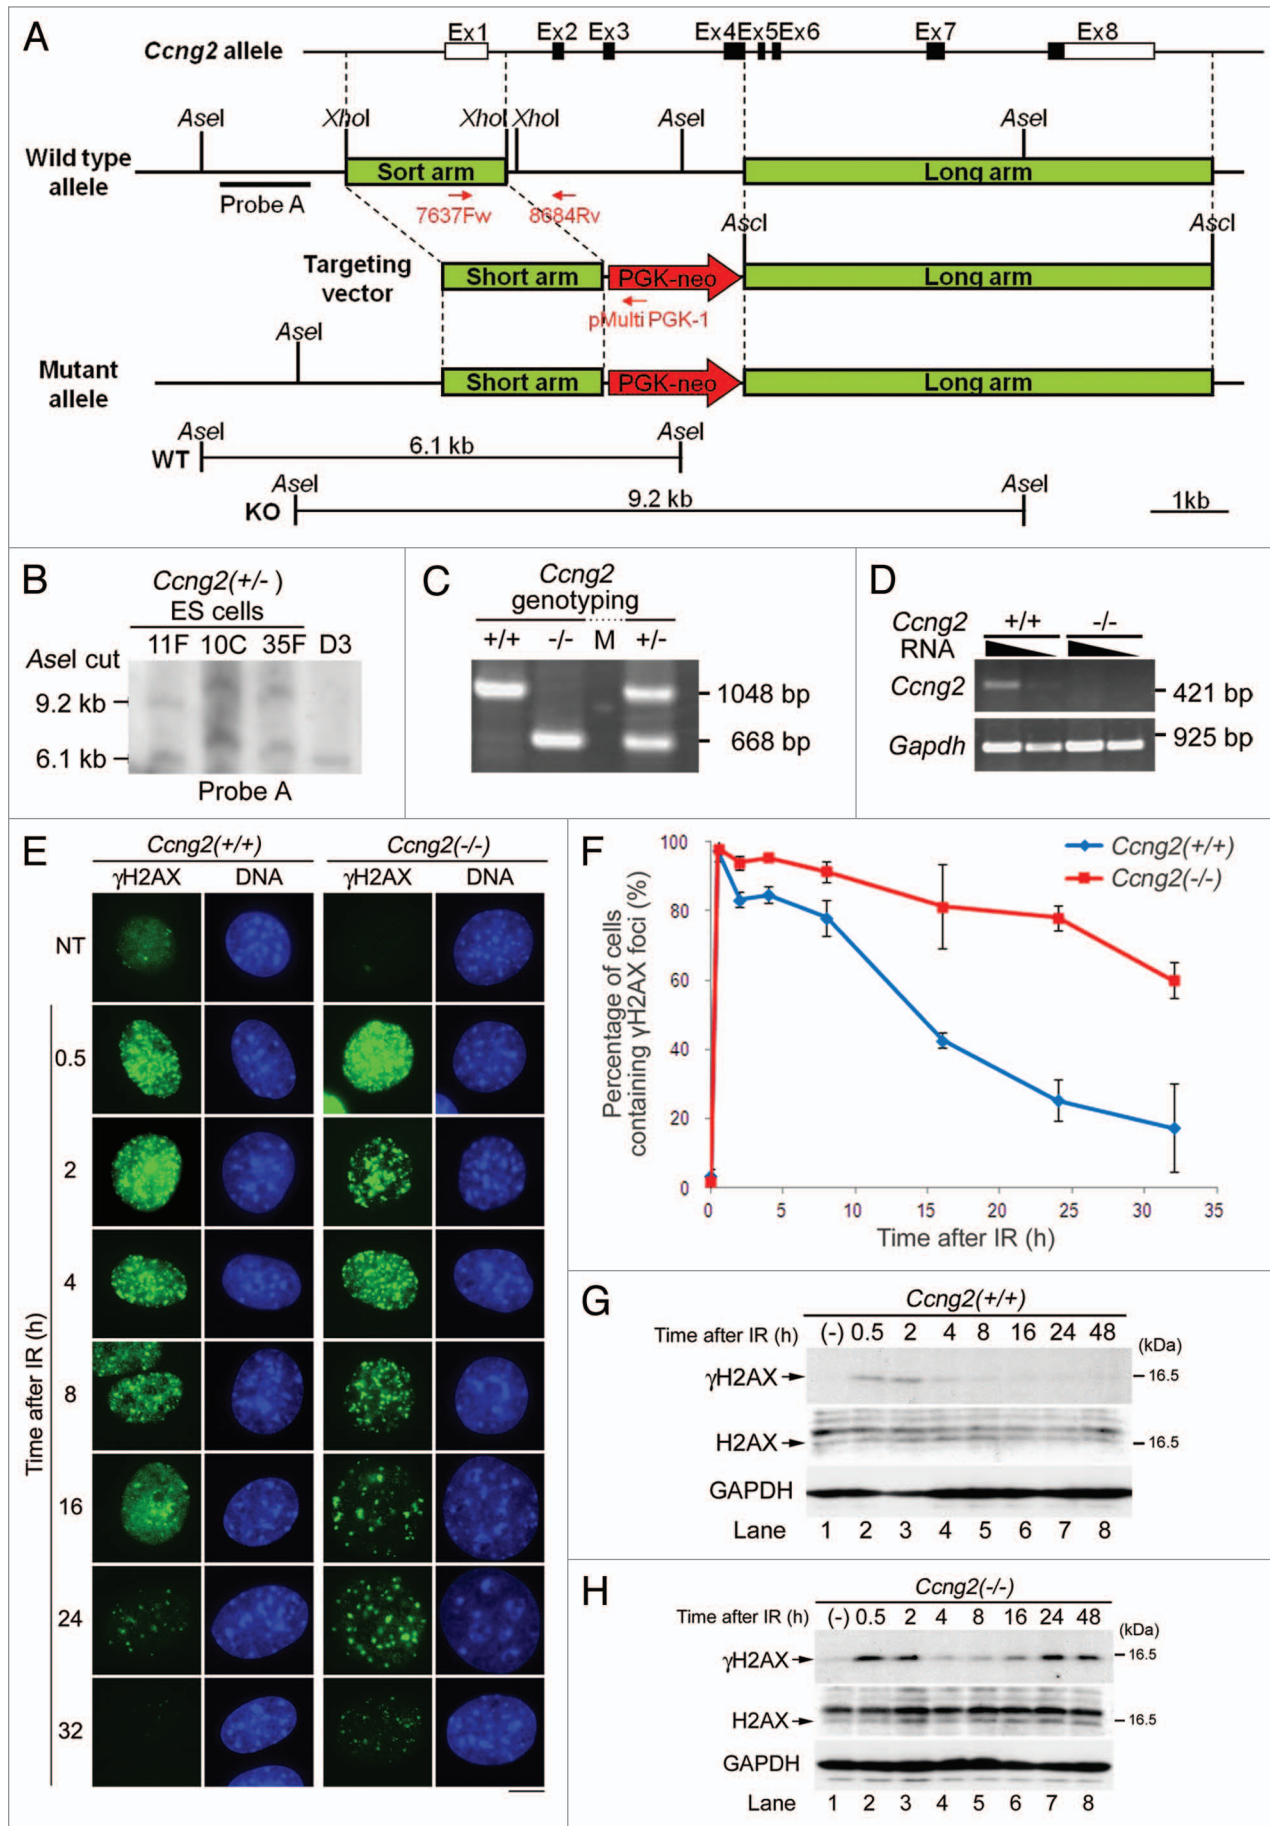 A
Ccng2 allele
Ex1 Ex2 Ex3 Ex4 Ex5 Ex6 Ex7 Ex8
AseI XhoI XhoI XhoI AseI AseI
Wild type allele
Sort arm
Long arm
Probe A
7637Fw
8684Rv
AscI AscI
Targeting vector
Short arm
PGK-neo
Long arm
pMulti PGK-1
AseI
Mutant allele
Short arm
PGK-neo
Long arm
AseI AseI
WT
6.1 kb
AseI AseI
KO
9.2 kb
1kb
B
Ccng2(+/-)
ES cells
11F 10C 35F D3
AseI cut
9.2 kb
6.1 kb
Probe A
C
Ccng2
genotyping
+/+ -/- M +/-
1048 bp
668 bp
D
Ccng2 +/+ -/-
RNA
Ccng2
421 bp
Gapdh
925 bp
E
Ccng2(+/+) Ccng2(-/-)
γH2AX DNA γH2AX DNA
NT
0.5
2
4
8
16
24
32
Time after IR (h)
F
Ccng2(+/+)
Ccng2(-/-)
Percentage of cells
containing γH2AX foci (%)
100
80
60
40
20
0
0 5 10 15 20 25 30 35
Time after IR (h)
G
Ccng2(+/+)
Time after IR (h) (-) 0.5 2 4 8 16 24 48
(kDa)
γH2AX
16.5
H2AX
16.5
GAPDH
Lane 1 2 3 4 5 6 7 8
H
Ccng2(-/-)
Time after IR (h) (-) 0.5 2 4 8 16 24 48
(kDa)
γH2AX
16.5
H2AX
16.5
GAPDH
Lane 1 2 3 4 5 6 7 8